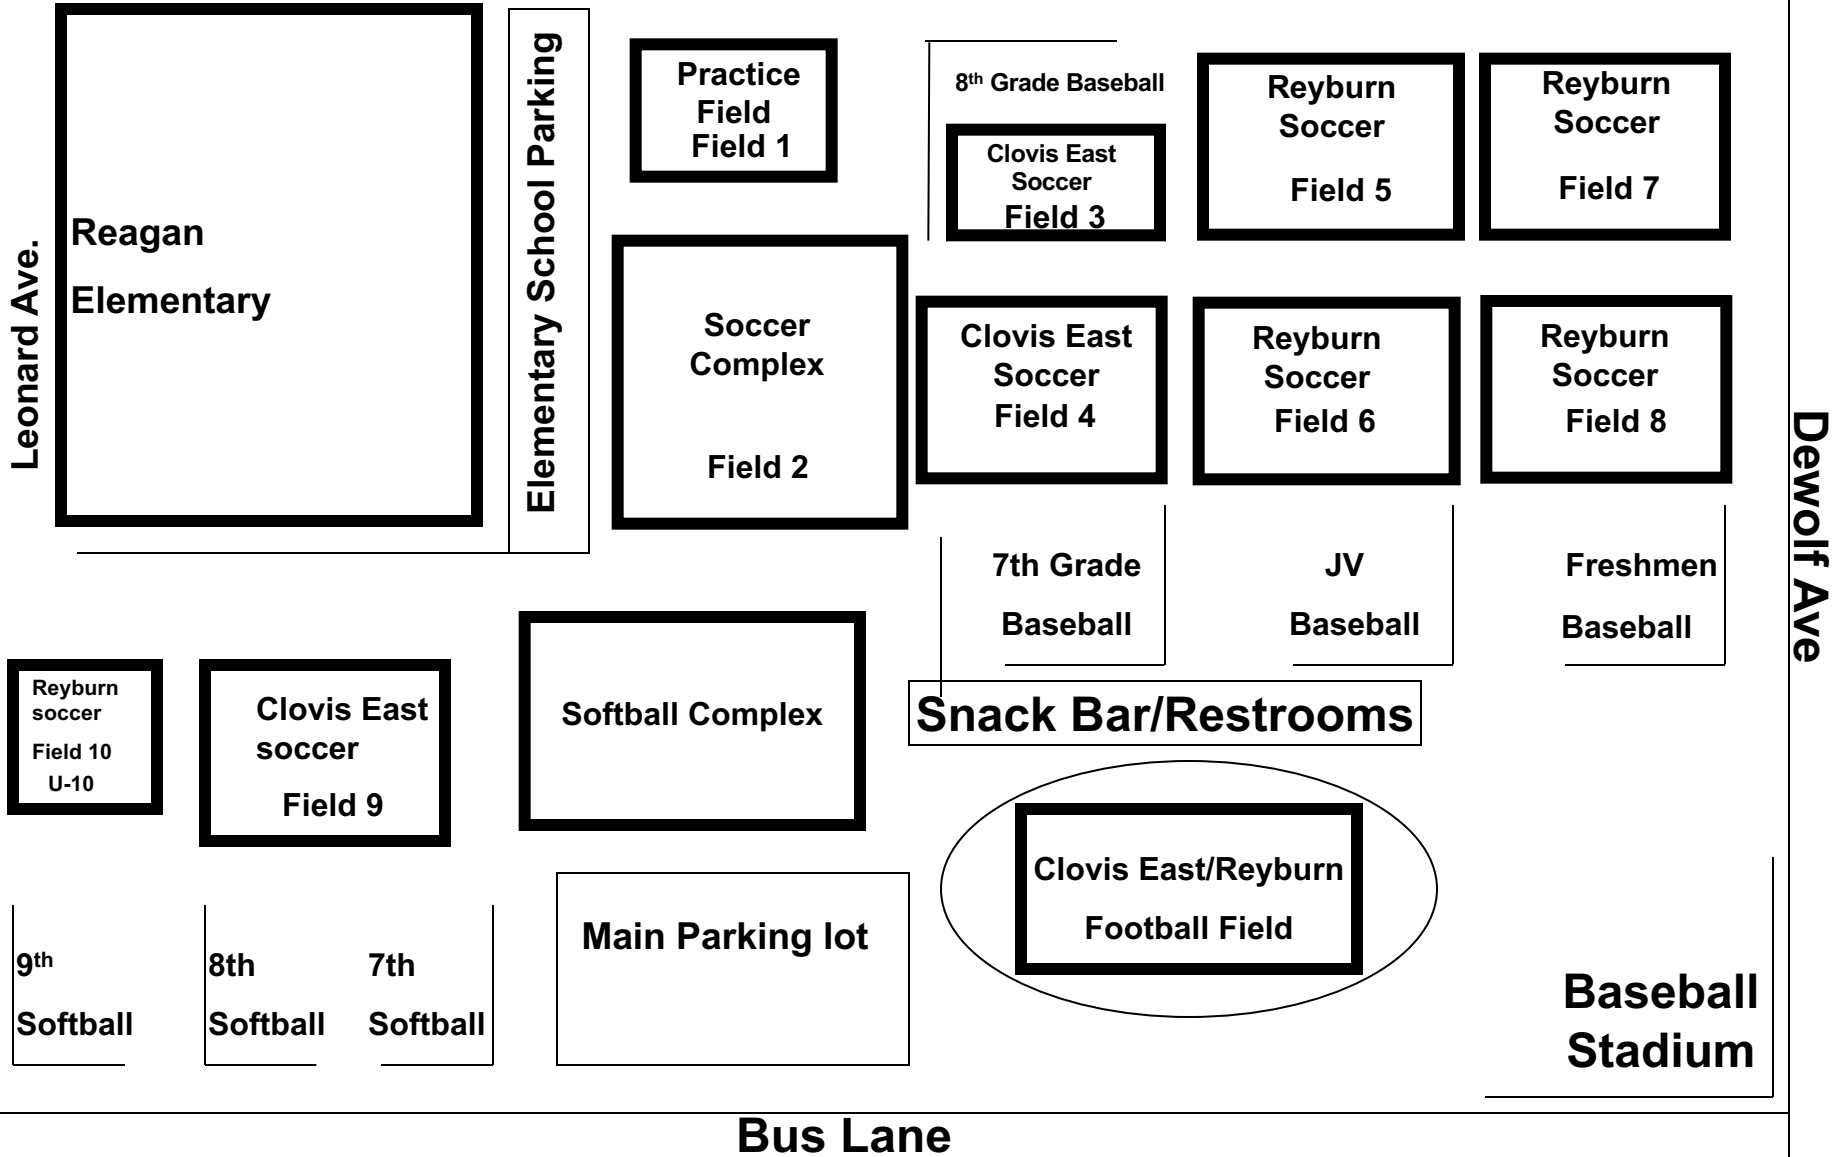 Leonard Ave.
Reagan
Elementary
Elementary School Parking
Practice
Field
Field 1
8th Grade Baseball
Clovis East
Soccer
Field 3
Reyburn
Soccer
Field 5
Reyburn
Soccer
Field 7
Soccer
Complex
Field 2
Clovis East
Soccer
Field 4
Reyburn
Soccer
Field 6
Reyburn
Soccer
Field 8
Dewolf Ave
7th Grade
Baseball
JV
Baseball
Freshmen
Baseball
Reyburn
soccer
Field 10
U-10
Clovis East
soccer
Field 9
Softball Complex
Snack Bar/Restrooms
Clovis East/Reyburn
Football Field
9th
Softball
8th
Softball
7th
Softball
Main Parking lot
Baseball
Stadium
Bus Lane